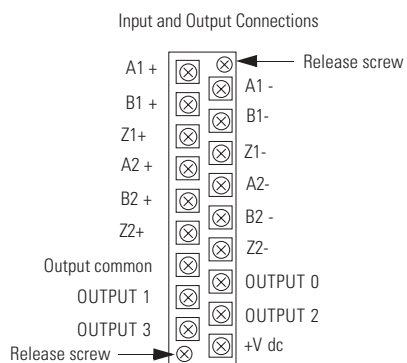 Input and Output Connections
Release screw
A1 +
A1 -
B1 +
B1-
Z1+
Z1-
A2 +
A2-
B2 +
B2 -
Z2+
Z2-
Output common
OUTPUT 0
OUTPUT 1
OUTPUT 2
OUTPUT 3
+V dc
Release screw